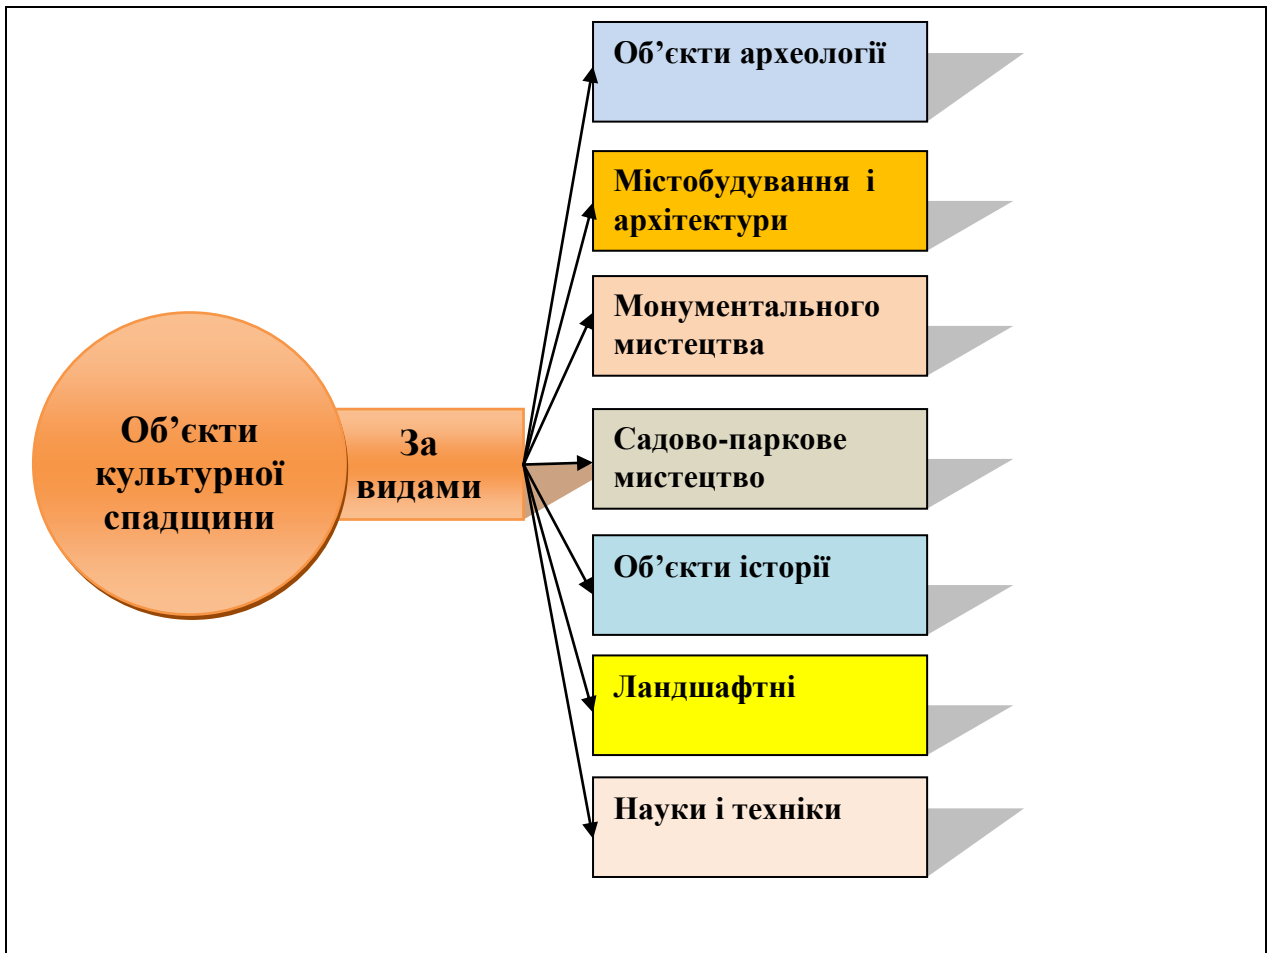 Об’єкти
культурної
спадщини
За
видами
Об’єкти археології
Містобудування і
архітектури
Монументального
мистецтва
Садово-паркове
мистецтво
Об’єкти історії
Ландшафтні
Науки і техніки